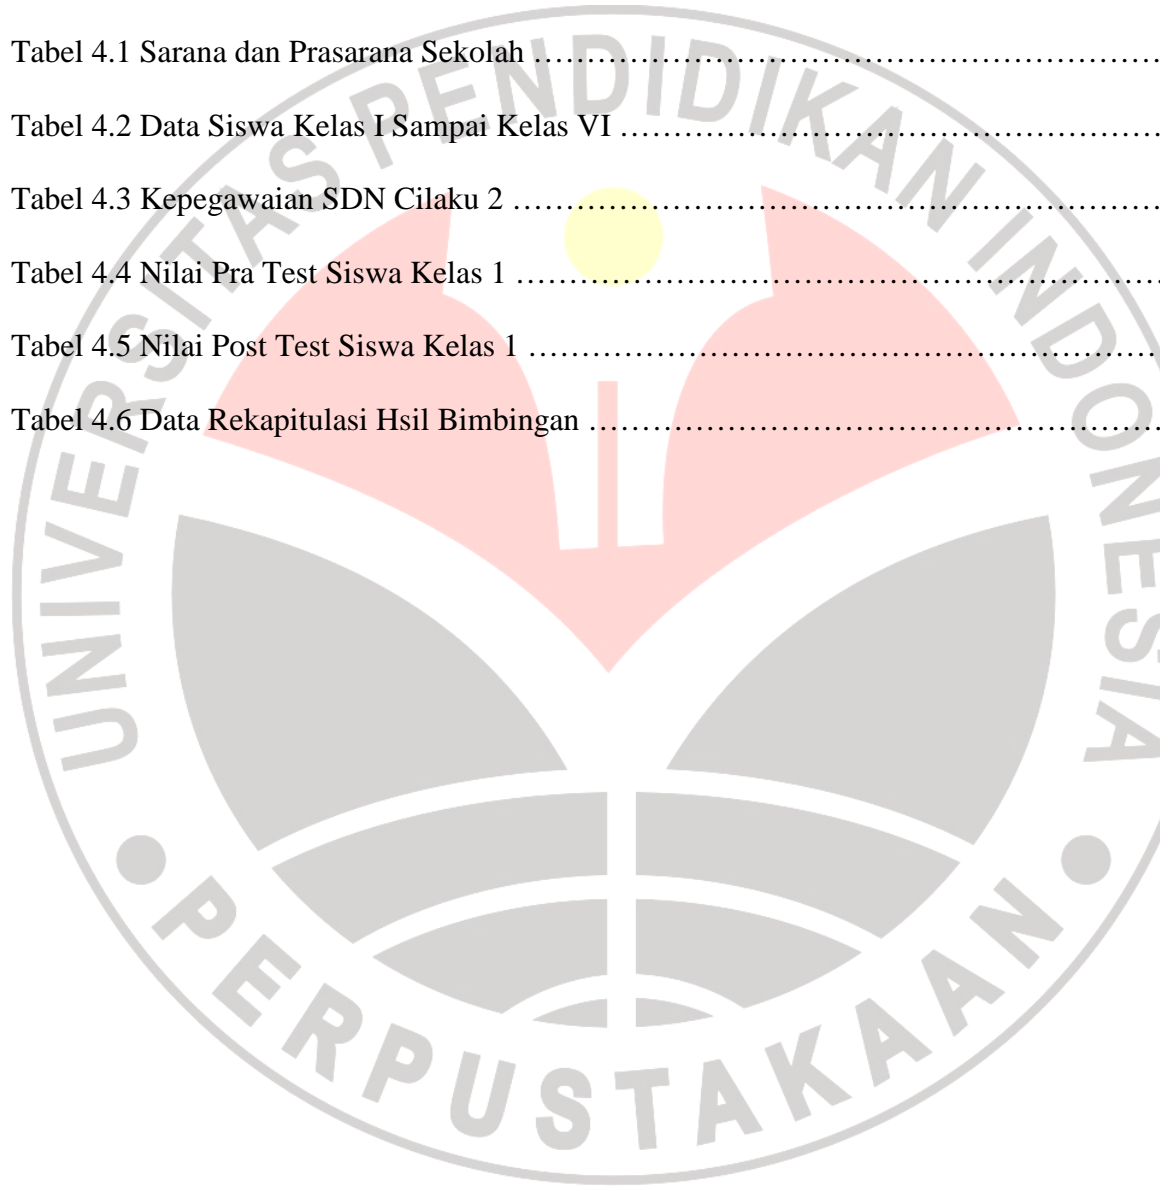 Tabel 4.1 Sarana dan Prasarana Sekolah ……………………………………………………………
Tabel 4.2 Data Siswa Kelas I Sampai Kelas VI ……………………………………………………
Tabel 4.3 Kepegawaian SDN Cilaku 2 ………………………………………………………………
Tabel 4.4 Nilai Pra Test Siswa Kelas 1 ………………………………………………………………
Tabel 4.5 Nilai Post Test Siswa Kelas 1 ……………………………………………………………
Tabel 4.6 Data Rekapitulasi Hsil Bimbingan ………………………………………………………
UNIVERSITAS PENDIDIKAN INDONESIA
PERPUSTAKAAN